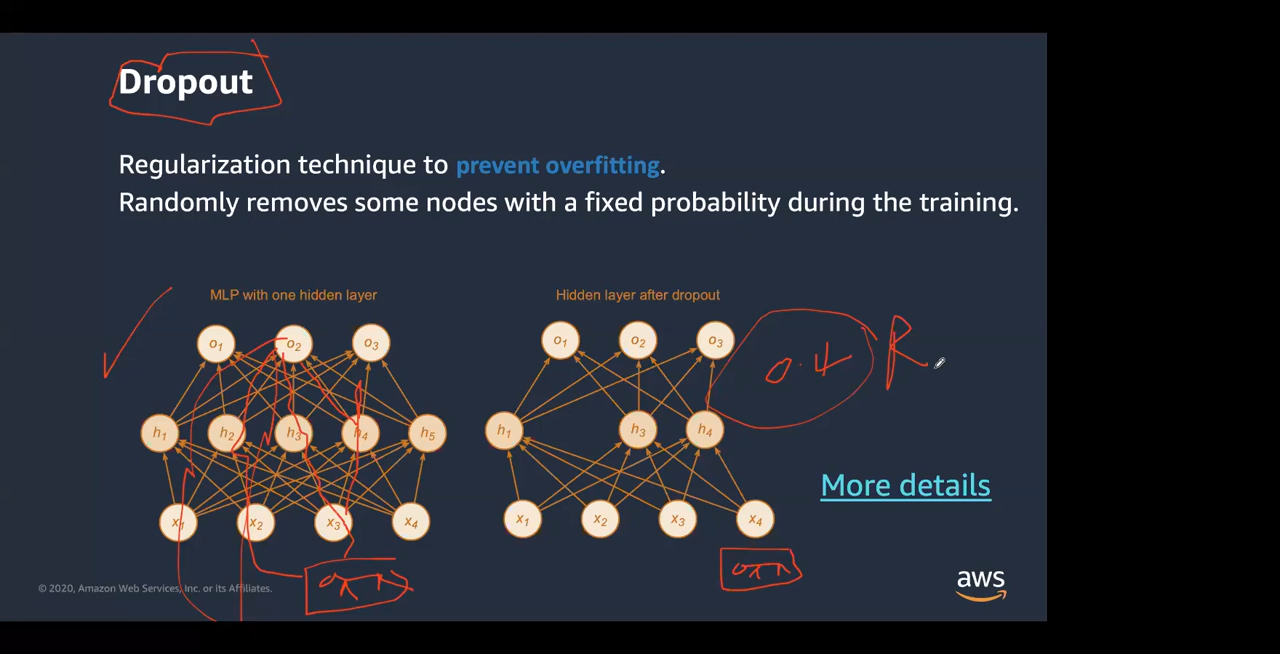 Dropout
Regularization technique to prevent overfitting.
Randomly removes some nodes with a fixed probability during the training.
MLP with one hidden layer
Hidden layer after dropout
o1 o2 o3
o1 o2 o3
0.4 R
h1 h2 h3 h4 h5
h1 h3 h4
More details
x1 x2 x3 x4
x1 x2 x3 x4
© 2020, Amazon Web Services, Inc. or its Affiliates.
aws